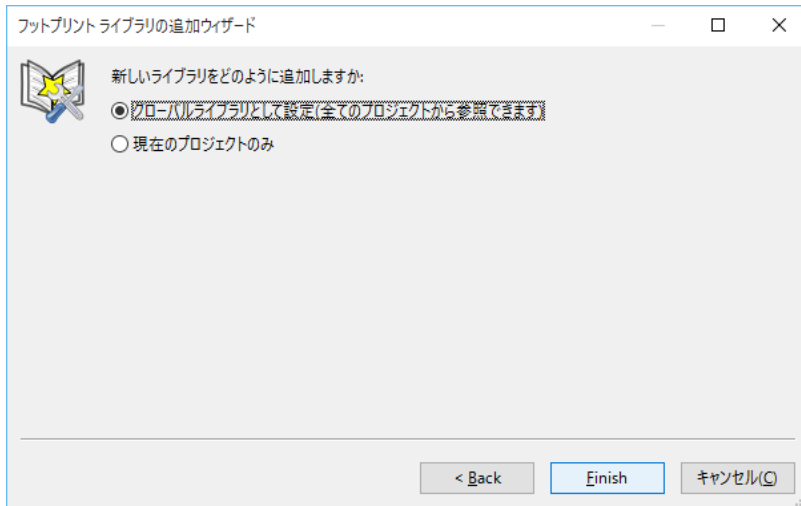 フットプリント ライブラリの追加ウィザード
新しいライブラリをどのように追加しますか:
グローバルライブラリとして設定(全てのプロジェクトから参照できます)
現在のプロジェクトのみ
< Back Finish キャンセル(C)